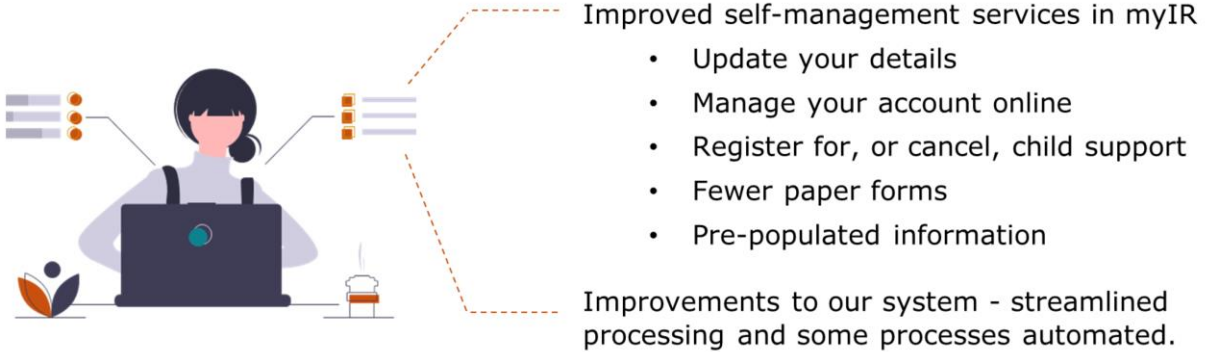 Improved self-management services in myIR
• Update your details
• Manage your account online
• Register for, or cancel, child support
• Fewer paper forms
• Pre-populated information
Improvements to our system - streamlined
processing and some processes automated.